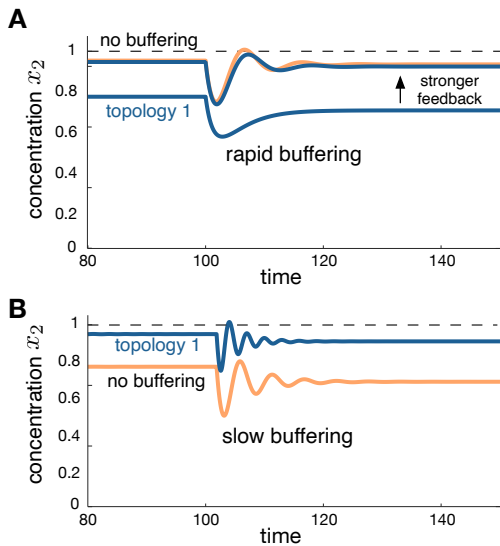 A
concentration x₂
1
0.8
0.6
0.4
0.2
0
no buffering
topology 1
stronger
feedback
rapid buffering
80
100
120
140
time
B
concentration x₂
1
0.8
0.6
0.4
0.2
0
topology 1
no buffering
slow buffering
80
100
120
140
time